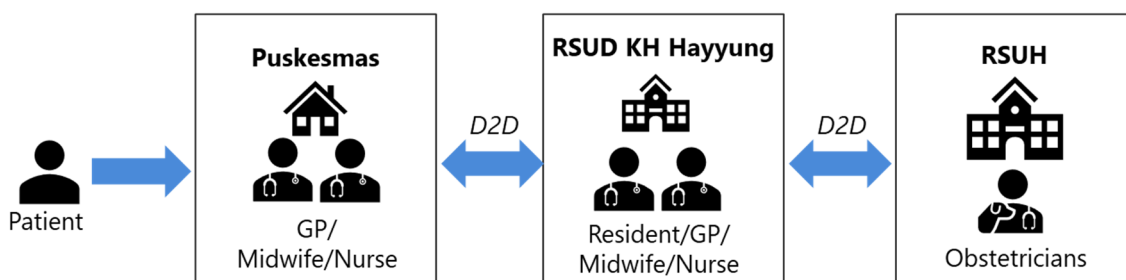 Patient
Puskesmas
GP/
Midwife/Nurse
D2D
RSUD KH Hayyung
Resident/GP/
Midwife/Nurse
D2D
RSUH
Obstetricians